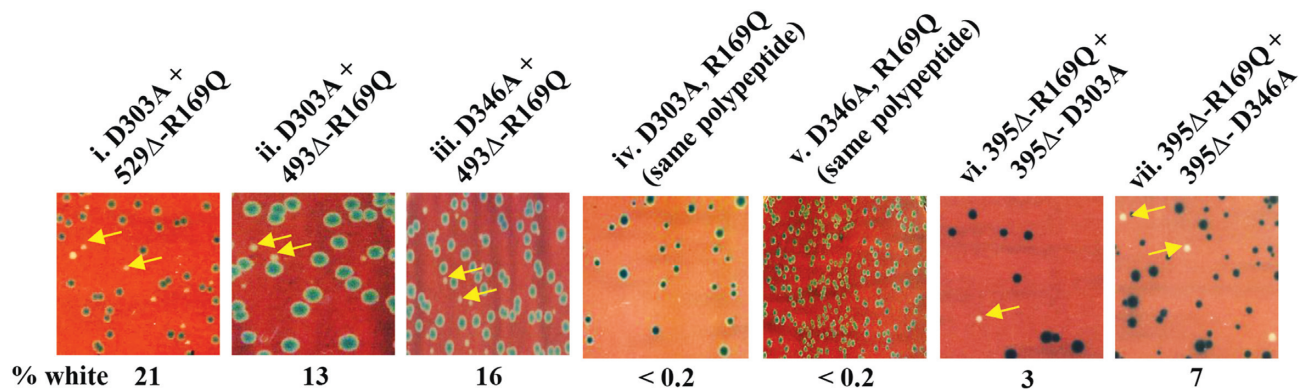 i. D303A +
529Δ-R169Q
ii. D303A +
493Δ-R169Q
iii. D346A +
493Δ-R169Q
iv. D303A, R169Q
(same polypeptide)
v. D346A, R169Q
(same polypeptide)
vi. 395Δ-R169Q +
395Δ- D303A
vii. 395Δ-R169Q +
395Δ- D346A
% white 21 13 16 < 0.2 < 0.2 3 7